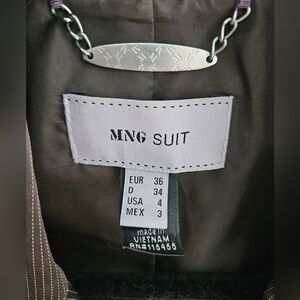 MNG SUIT
EUR 36
D 34
USA 4
MEX 3
made in
VIETNAM
RN#115455